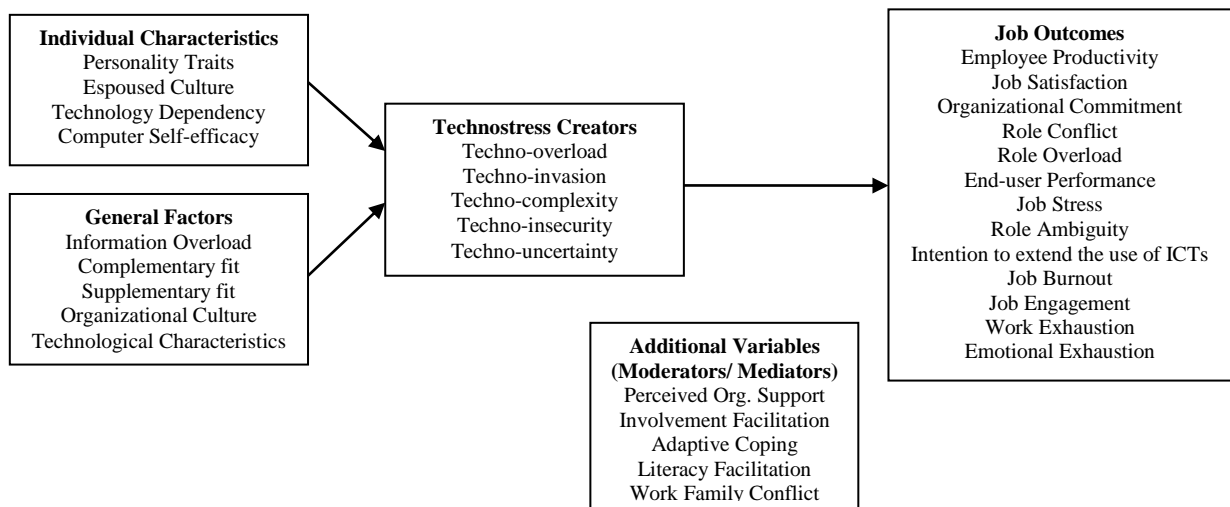 Individual Characteristics
Personality Traits
Espoused Culture
Technology Dependency
Computer Self-efficacy
General Factors
Information Overload
Complementary fit
Supplementary fit
Organizational Culture
Technological Characteristics
Technostress Creators
Techno-overload
Techno-invasion
Techno-complexity
Techno-insecurity
Techno-uncertainty
Additional Variables
(Moderators/ Mediators)
Perceived Org. Support
Involvement Facilitation
Adaptive Coping
Literacy Facilitation
Work Family Conflict
Job Outcomes
Employee Productivity
Job Satisfaction
Organizational Commitment
Role Conflict
Role Overload
End-user Performance
Job Stress
Role Ambiguity
Intention to extend the use of ICTs
Job Burnout
Job Engagement
Work Exhaustion
Emotional Exhaustion